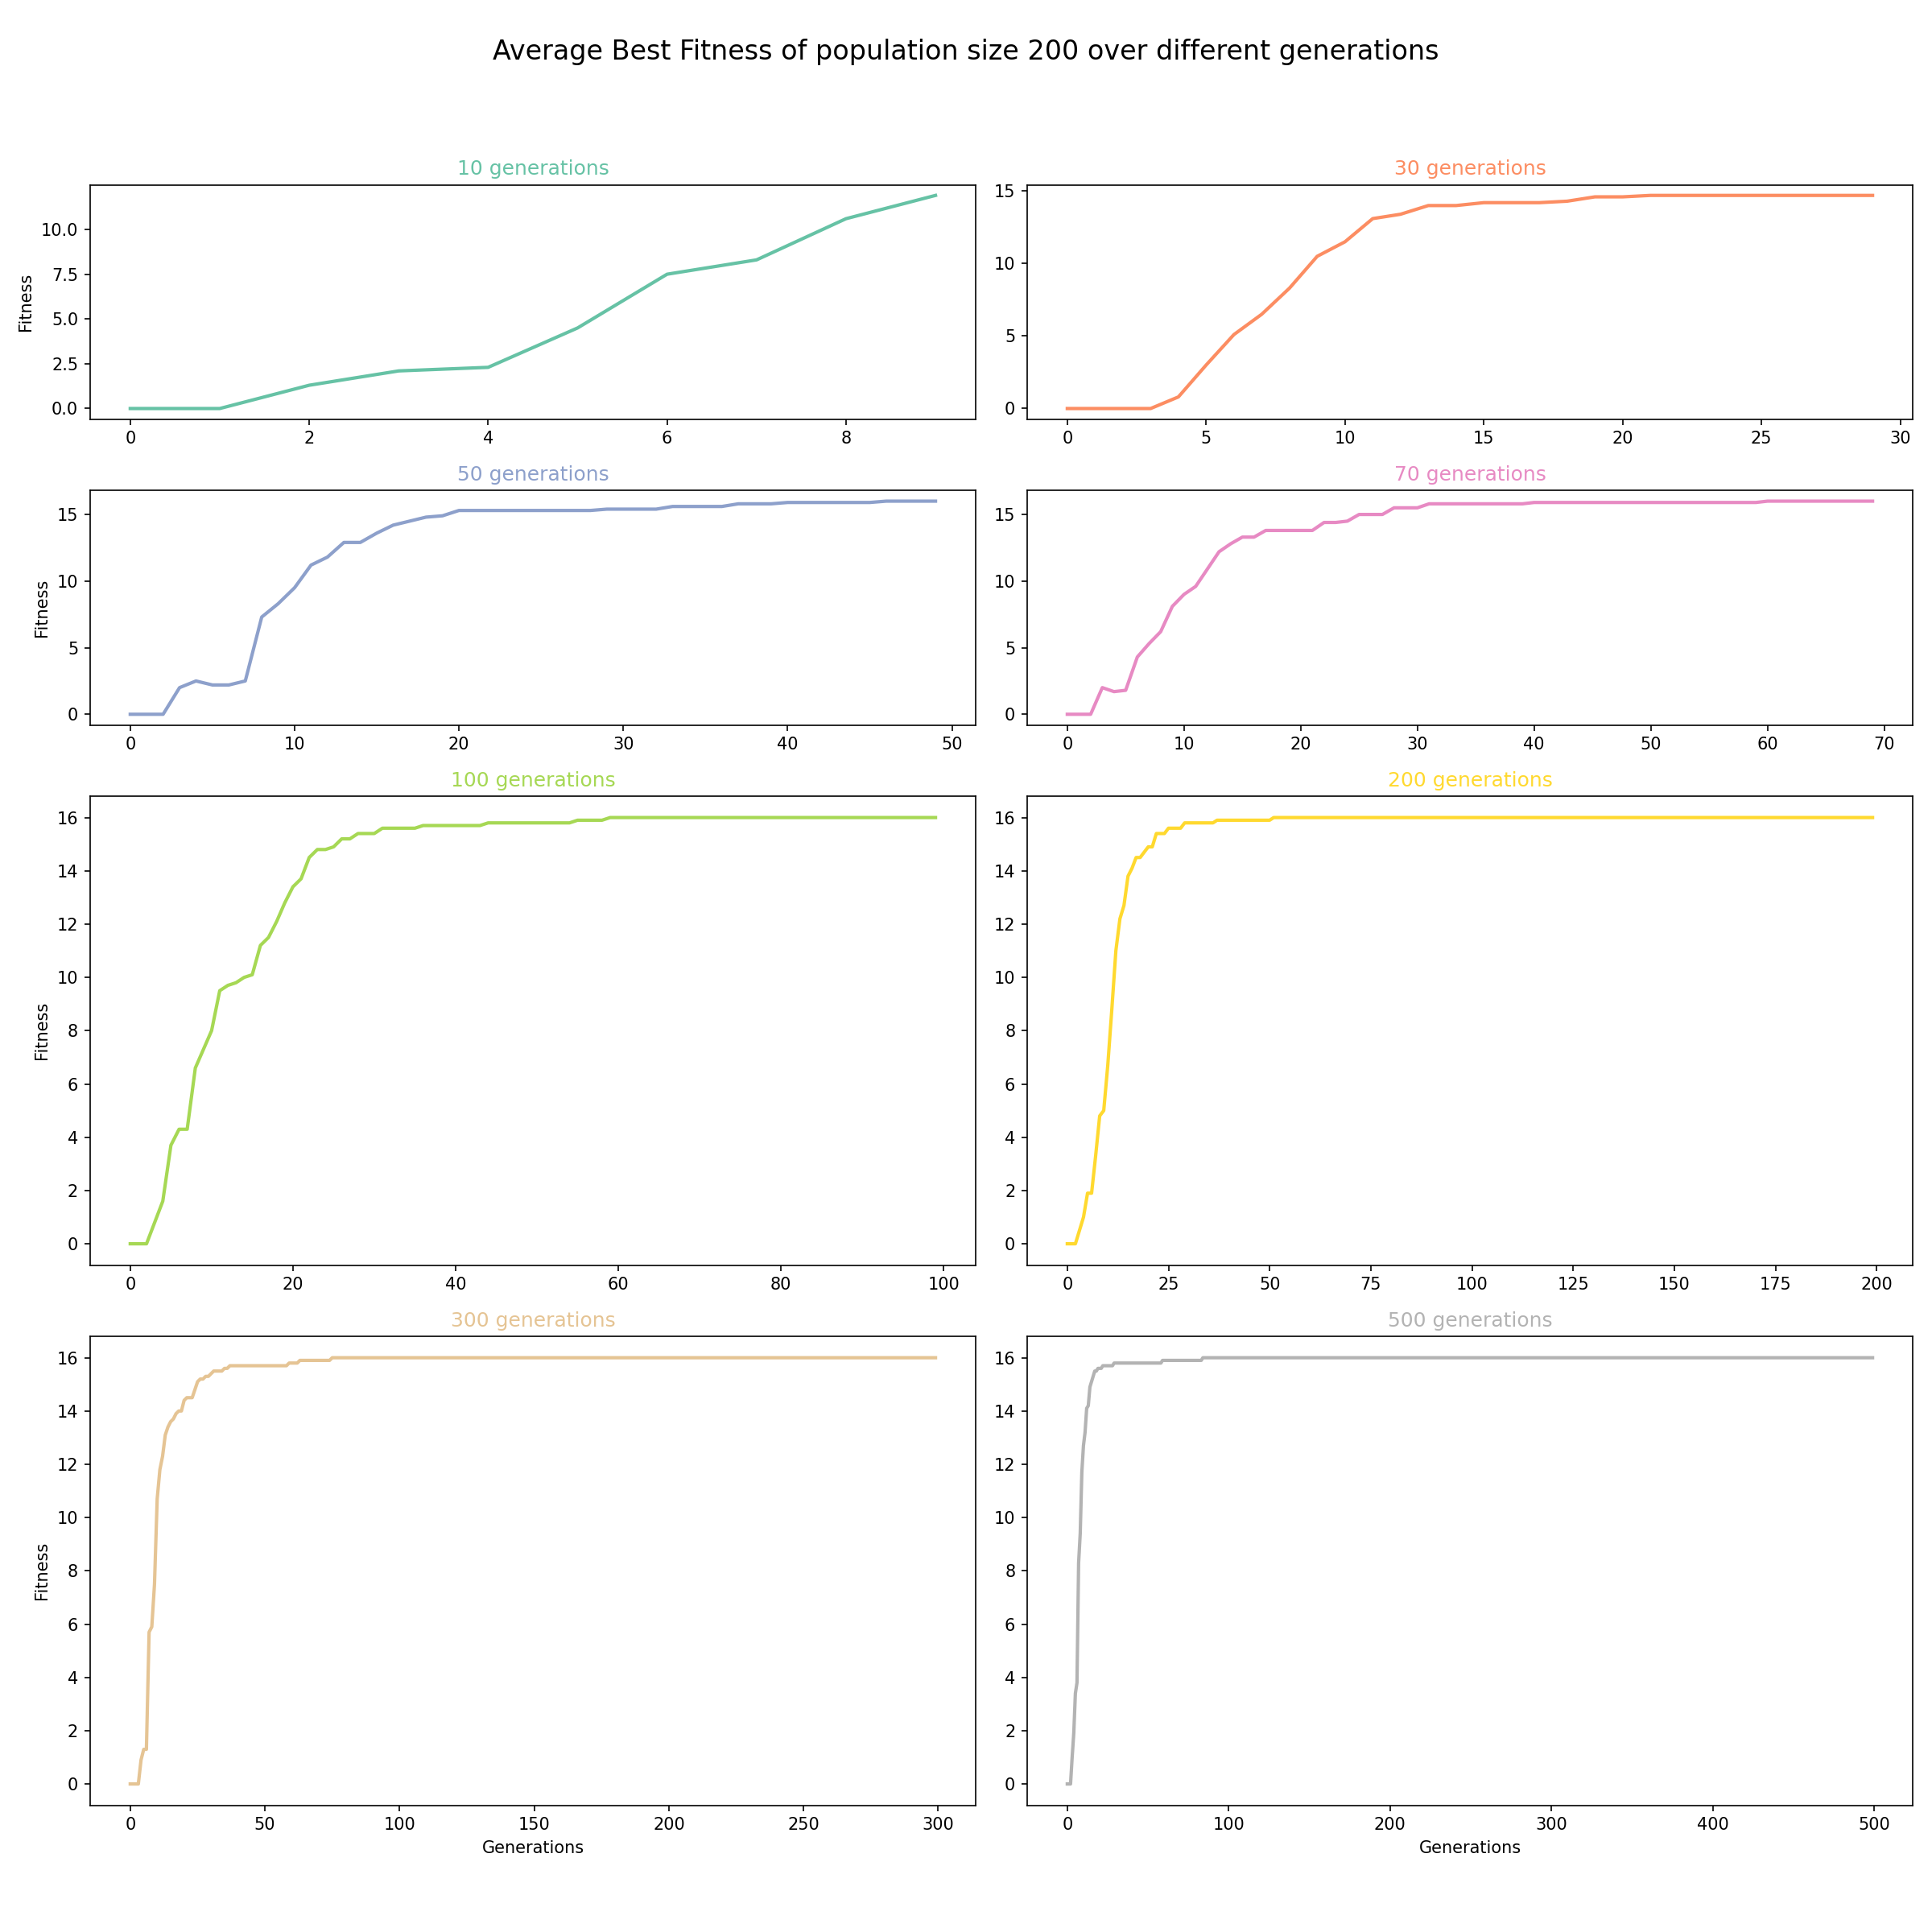 Average Best Fitness of population size 200 over different generations
10 generations
30 generations
Fitness
10.0
7.5
5.0
2.5
0.0
0 2 4 6 8
15
10
5
0
0 5 10 15 20 25 30
50 generations
70 generations
Fitness
15
10
5
0
0 10 20 30 40 50
15
10
5
0
0 10 20 30 40 50 60 70
100 generations
200 generations
Fitness
16
14
12
10
8
6
4
2
0
0 20 40 60 80 100
16
14
12
10
8
6
4
2
0
0 25 50 75 100 125 150 175 200
300 generations
500 generations
Fitness
16
14
12
10
8
6
4
2
0
0 50 100 150 200 250 300
Generations
16
14
12
10
8
6
4
2
0
0 100 200 300 400 500
Generations